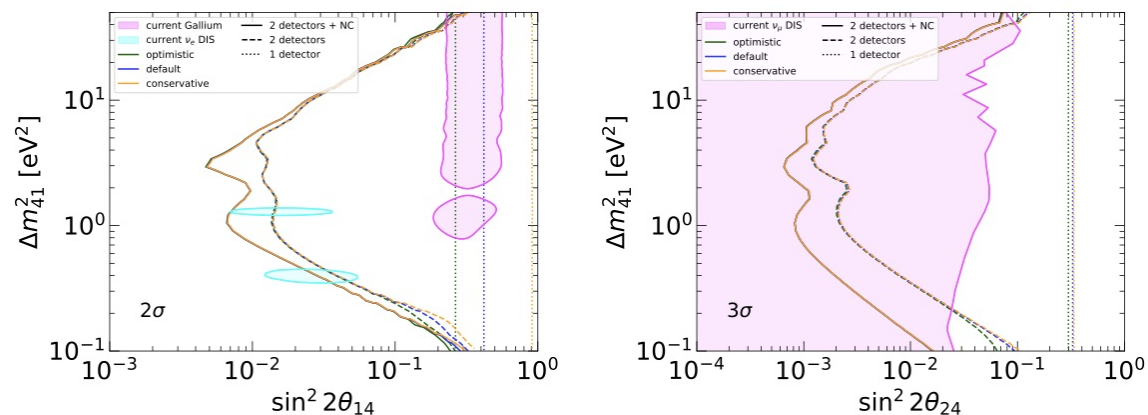 current Gallium
current νₑ DIS
optimistic
default
conservative
2 detectors + NC
2 detectors
1 detector
Δm²₄₁ [eV²]
10¹
10⁰
10⁻¹
2σ
10⁻³
10⁻²
10⁻¹
10⁰
sin² 2θ₁₄
current ν_μ DIS
optimistic
default
conservative
2 detectors + NC
2 detectors
1 detector
Δm²₄₁ [eV²]
10¹
10⁰
10⁻¹
3σ
10⁻⁴
10⁻³
10⁻²
10⁻¹
10⁰
sin² 2θ₂₄